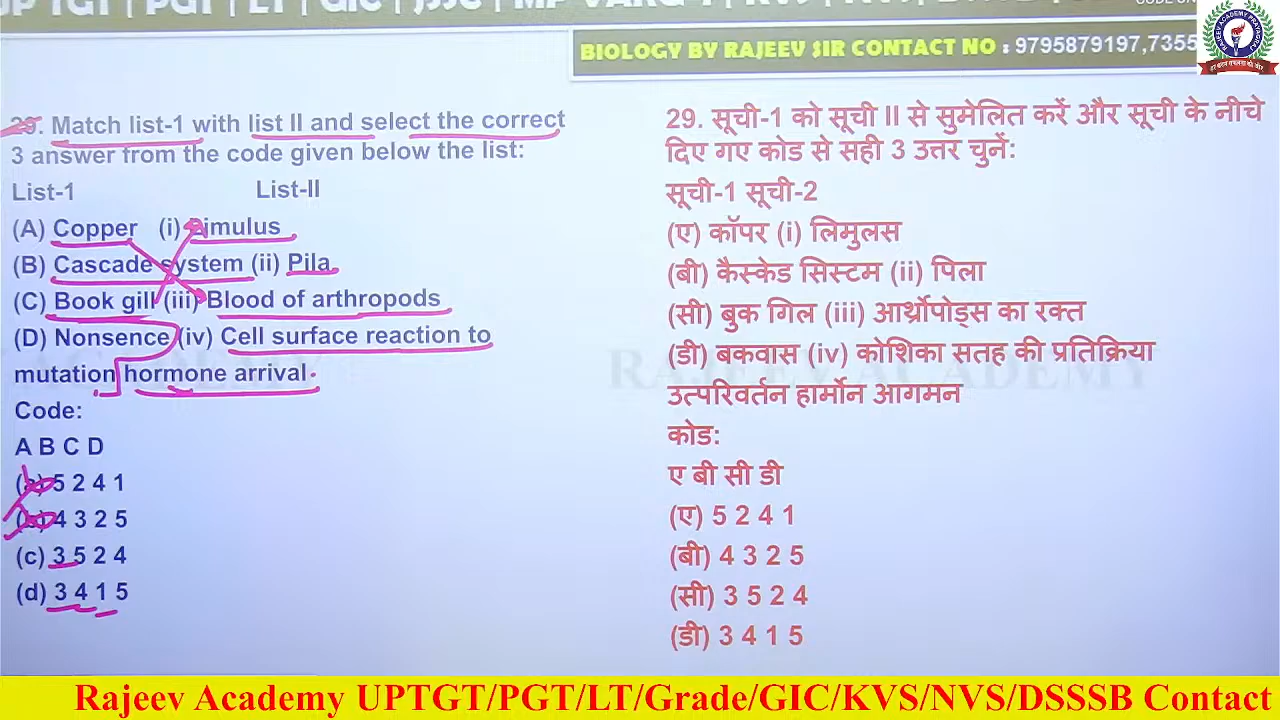 BIOLOGY BY RAJEEV SIR CONTACT NO : 9795879197,7355
29. Match list-1 with list II and select the correct
3 answer from the code given below the list:
List-1 List-II
(A) Copper (i) Limulus
(B) Cascade system (ii) Pila
(C) Book gill (iii) Blood of arthropods
(D) Nonsence (iv) Cell surface reaction to
mutation hormone arrival
Code:
A B C D
(a) 5 2 4 1
(b) 4 3 2 5
(c) 3 5 2 4
(d) 3 4 1 5
29. सूची-1 को सूची II से सुमेलित करें और सूची के नीचे
दिए गए कोड से सही 3 उत्तर चुनें:
सूची-1 सूची-2
(ए) कॉपर (i) लिमुलस
(बी) कैस्केड सिस्टम (ii) पिला
(सी) बुक गिल (iii) आर्थ्रोपोड्स का रक्त
(डी) बकवास (iv) कोशिका सतह की प्रतिक्रिया
उत्परिवर्तन हार्मोन आगमन
कोड:
ए बी सी डी
(ए) 5 2 4 1
(बी) 4 3 2 5
(सी) 3 5 2 4
(डी) 3 4 1 5
RAJEEV ACADEMY
Rajeev Academy UPTGT/PGT/LT/Grade/GIC/KVS/NVS/DSSSB Contact